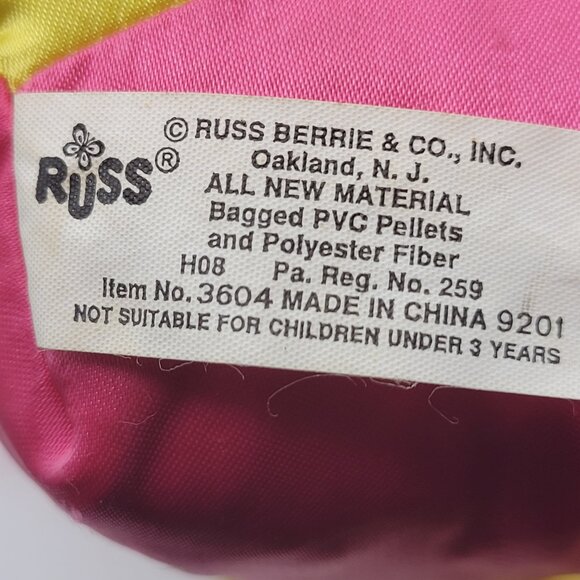 © RUSS BERRIE & CO., INC.
RUSS®
Oakland, N. J.
ALL NEW MATERIAL
Bagged PVC Pellets
and Polyester Fiber
H08 Pa. Reg. No. 259
Item No. 3604 MADE IN CHINA 9201
NOT SUITABLE FOR CHILDREN UNDER 3 YEARS